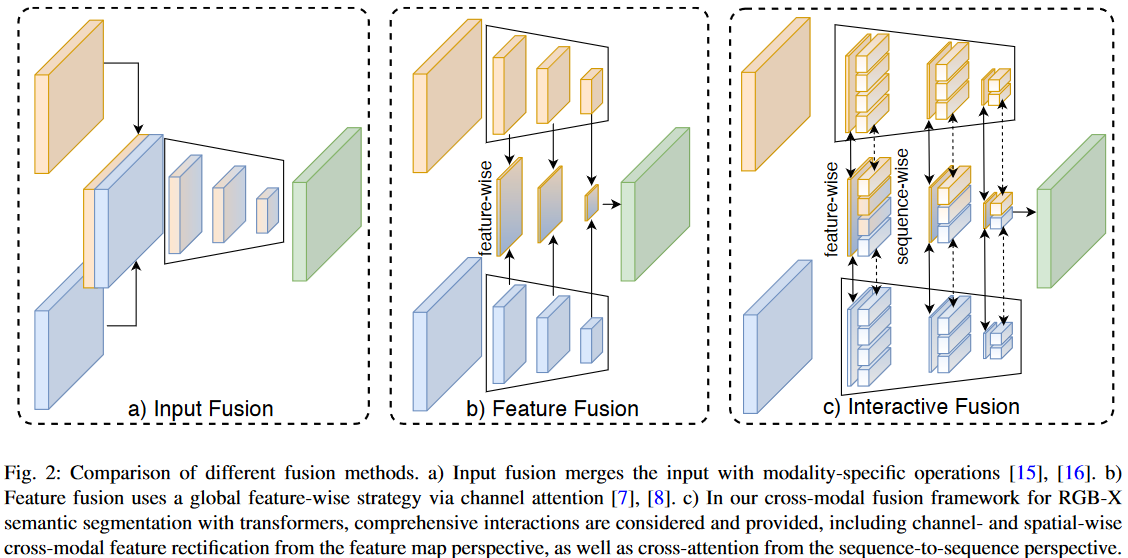 feature-wise
feature-wise
sequence-wise
a) Input Fusion
b) Feature Fusion
c) Interactive Fusion
Fig. 2: Comparison of different fusion methods. a) Input fusion merges the input with modality-specific operations [15], [16]. b)
Feature fusion uses a global feature-wise strategy via channel attention [7], [8]. c) In our cross-modal fusion framework for RGB-X
semantic segmentation with transformers, comprehensive interactions are considered and provided, including channel- and spatial-wise
cross-modal feature rectification from the feature map perspective, as well as cross-attention from the sequence-to-sequence perspective.